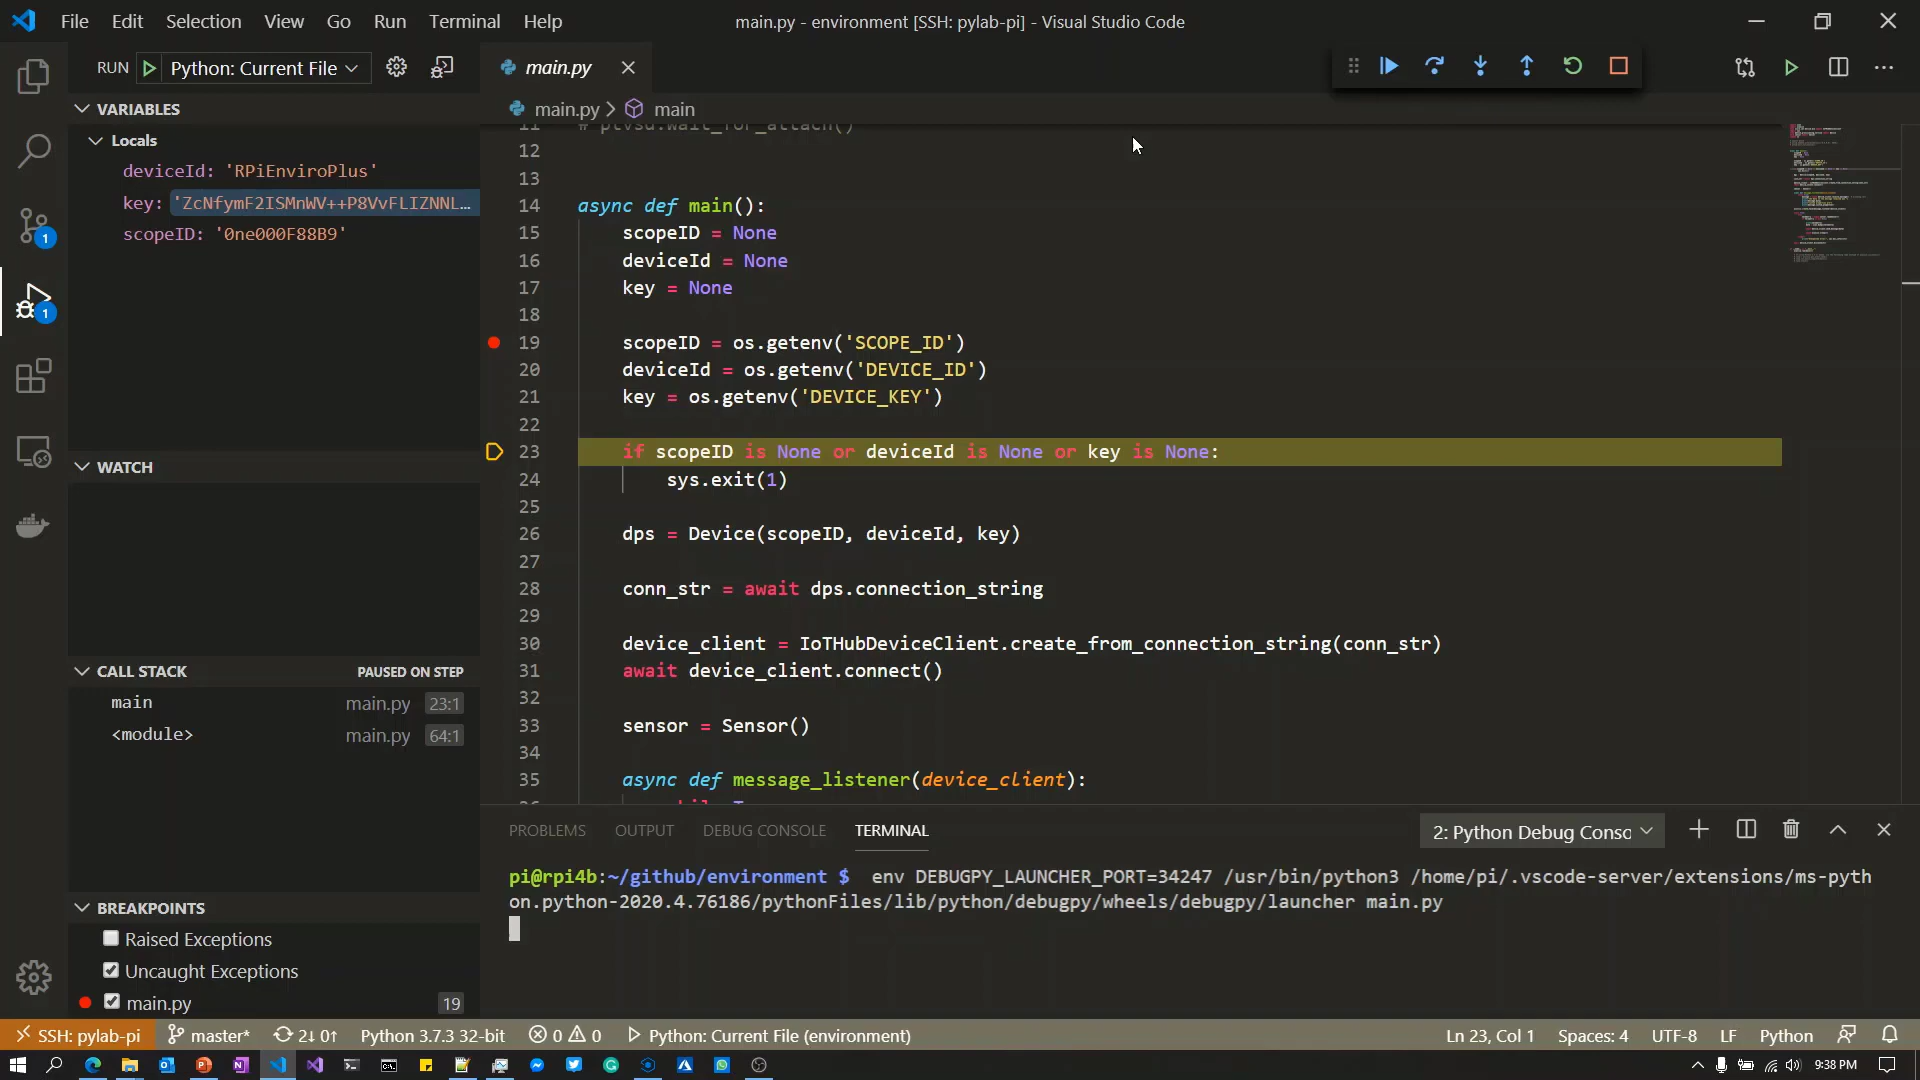 File Edit Selection View Go Run Terminal Help
main.py - environment [SSH: pylab-pi] - Visual Studio Code
RUN Python: Current File
main.py
VARIABLES
Locals
deviceId: 'RPiEnviroPlus'
key: 'ZcNfymF2ISMnWV++P8VvFLIZNNL...
scopeID: '0ne000F88B9'
1
1
WATCH
CALL STACK PAUSED ON STEP
main main.py 23:1
<module> main.py 64:1
BREAKPOINTS
Raised Exceptions
Uncaught Exceptions
main.py 19
main.py > main
11 # ptvsd.wait_for_attach()
12
13
14 async def main():
15 scopeID = None
16 deviceId = None
17 key = None
18
19 scopeID = os.getenv('SCOPE_ID')
20 deviceId = os.getenv('DEVICE_ID')
21 key = os.getenv('DEVICE_KEY')
22
23 if scopeID is None or deviceId is None or key is None:
24 sys.exit(1)
25
26 dps = Device(scopeID, deviceId, key)
27
28 conn_str = await dps.connection_string
29
30 device_client = IoTHubDeviceClient.create_from_connection_string(conn_str)
31 await device_client.connect()
32
33 sensor = Sensor()
34
35 async def message_listener(device_client):
PROBLEMS OUTPUT DEBUG CONSOLE TERMINAL
2: Python Debug Consc
pi@rpi4b:~/github/environment $ env DEBUGPY_LAUNCHER_PORT=34247 /usr/bin/python3 /home/pi/.vscode-server/extensions/ms-pyth
on.python-2020.4.76186/pythonFiles/lib/python/debugpy/wheels/debugpy/launcher main.py
SSH: pylab-pi master* 2↓ 0↑ Python 3.7.3 32-bit 0 0 Python: Current File (environment) Ln 23, Col 1 Spaces: 4 UTF-8 LF Python
9:38 PM